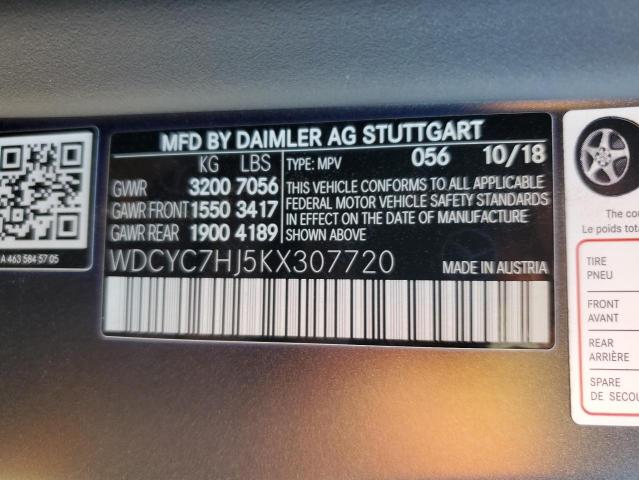 MFD BY DAIMLER AG STUTTGART
KG LBS
GVWR 3200 7056
GAWR FRONT 1550 3417
GAWR REAR 1900 4189
TYPE: MPV 056 10/18
THIS VEHICLE CONFORMS TO ALL APPLICABLE
FEDERAL MOTOR VEHICLE SAFETY STANDARDS
IN EFFECT ON THE DATE OF MANUFACTURE
SHOWN ABOVE
WDCYC7HJ5KX307720 MADE IN AUSTRIA
A 463 584 57 05
The co
Le poids tota
TIRE
PNEU
FRONT
AVANT
REAR
ARRIÈRE
SPARE
DE SECOU